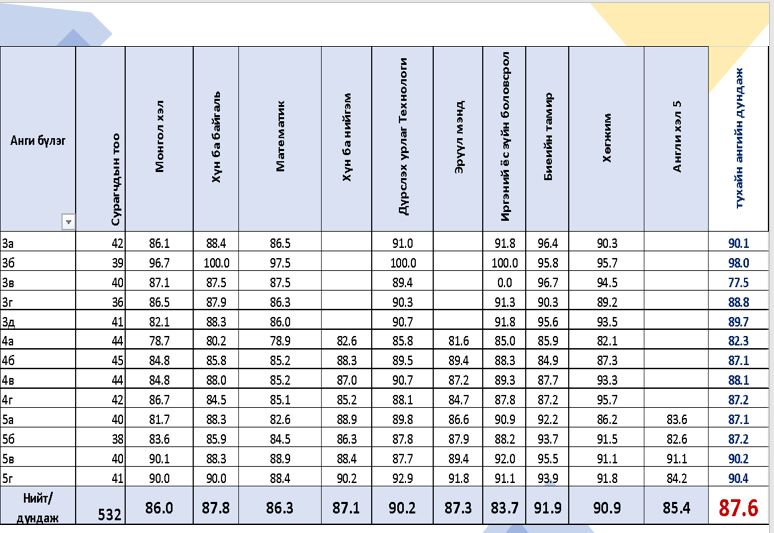 Анги бүлэг Сурагчдын тоо Монгол хэл Хүн ба байгаль Математик Хүн ба нийгэм Дүрслэх урлаг Технологи Эрүүл мэнд Иргэний ёс зүйн боловсрол Биеийн тамир Хөгжим Англи хэл 5 тухайн ангийн дундаж
3а 42 86.1 88.4 86.5 91.0 91.8 96.4 90.3 90.1
3б 39 96.7 100.0 97.5 100.0 100.0 95.8 95.7 98.0
3в 40 87.1 87.5 87.5 89.4 0.0 96.7 94.5 77.5
3г 36 86.5 87.9 86.3 90.3 91.3 90.3 89.2 88.8
3д 41 82.1 88.3 86.0 90.7 91.8 95.6 93.5 89.7
4а 44 78.7 80.2 78.9 82.6 85.8 81.6 85.0 85.9 82.1 82.3
4б 45 84.8 85.8 85.2 88.3 89.5 89.4 88.3 84.9 87.3 87.1
4в 44 84.8 88.0 85.2 87.0 90.7 87.2 89.3 87.7 93.3 88.1
4г 42 86.7 84.5 85.1 85.2 88.1 84.7 87.8 87.2 95.7 87.2
5а 40 81.7 88.3 82.6 88.9 89.8 86.6 90.9 92.2 86.2 83.6 87.1
5б 38 83.6 85.9 84.5 86.3 87.8 87.9 88.2 93.7 91.5 82.6 87.2
5в 40 90.1 88.3 88.9 88.4 87.7 89.4 92.0 95.5 91.1 91.1 90.2
5г 41 90.0 90.0 88.4 90.2 92.9 91.8 91.1 93.9 91.8 84.2 90.4
Нийт/
дундаж 532 86.0 87.8 86.3 87.1 90.2 87.3 83.7 91.9 90.9 85.4 87.6